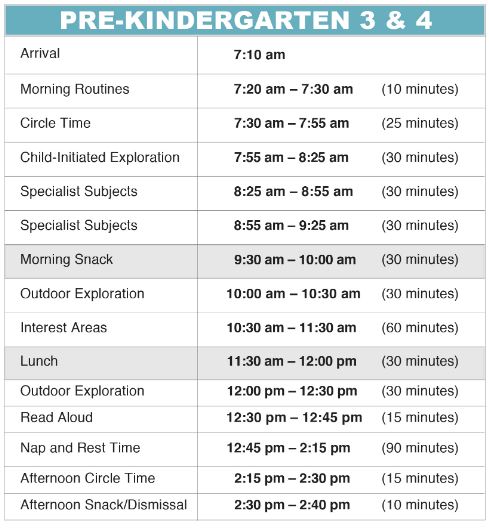 PRE-KINDERGARTEN 3 & 4
Arrival 7:10 am
Morning Routines 7:20 am – 7:30 am (10 minutes)
Circle Time 7:30 am – 7:55 am (25 minutes)
Child-Initiated Exploration 7:55 am – 8:25 am (30 minutes)
Specialist Subjects 8:25 am – 8:55 am (30 minutes)
Specialist Subjects 8:55 am – 9:25 am (30 minutes)
Morning Snack 9:30 am – 10:00 am (30 minutes)
Outdoor Exploration 10:00 am – 10:30 am (30 minutes)
Interest Areas 10:30 am – 11:30 am (60 minutes)
Lunch 11:30 am – 12:00 pm (30 minutes)
Outdoor Exploration 12:00 pm – 12:30 pm (30 minutes)
Read Aloud 12:30 pm – 12:45 pm (15 minutes)
Nap and Rest Time 12:45 pm – 2:15 pm (90 minutes)
Afternoon Circle Time 2:15 pm – 2:30 pm (15 minutes)
Afternoon Snack/Dismissal 2:30 pm – 2:40 pm (10 minutes)